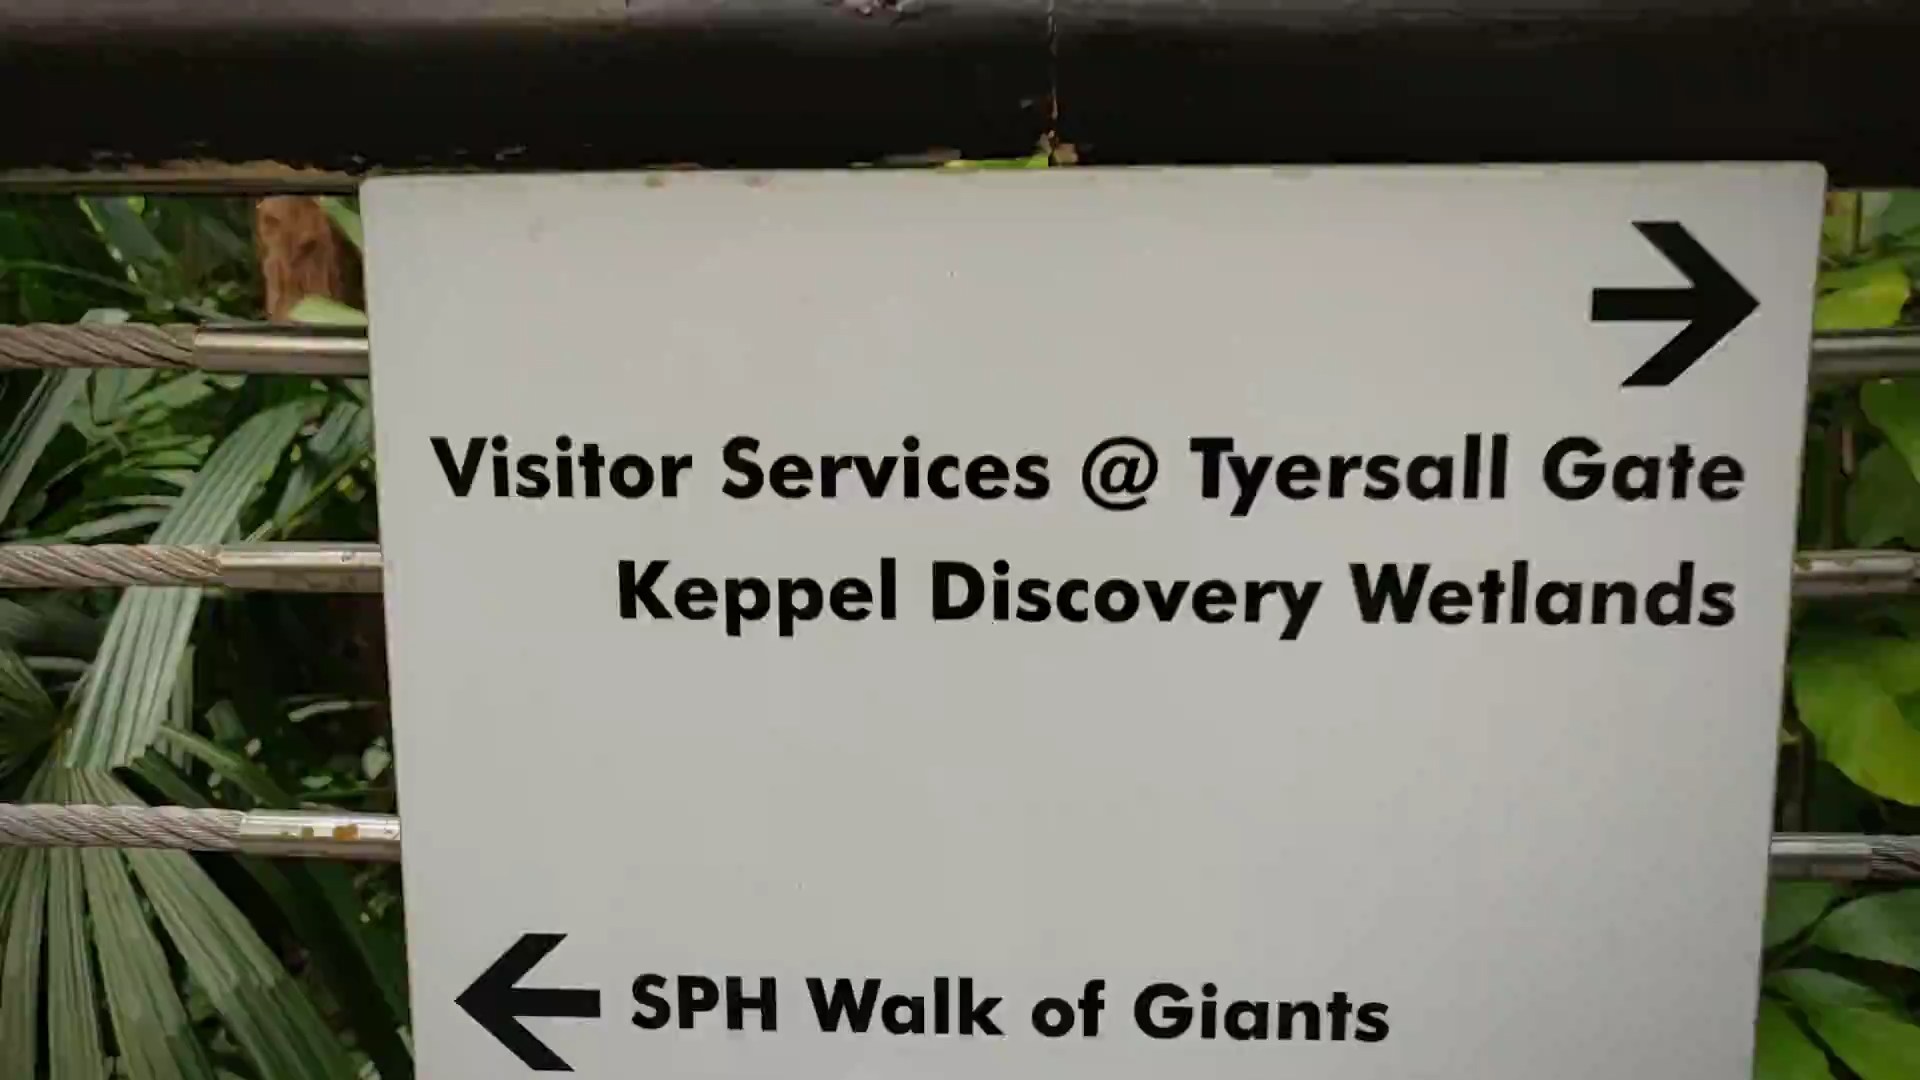 Visitor Services @ Tyersall Gate
Keppel Discovery Wetlands
SPH Walk of Giants